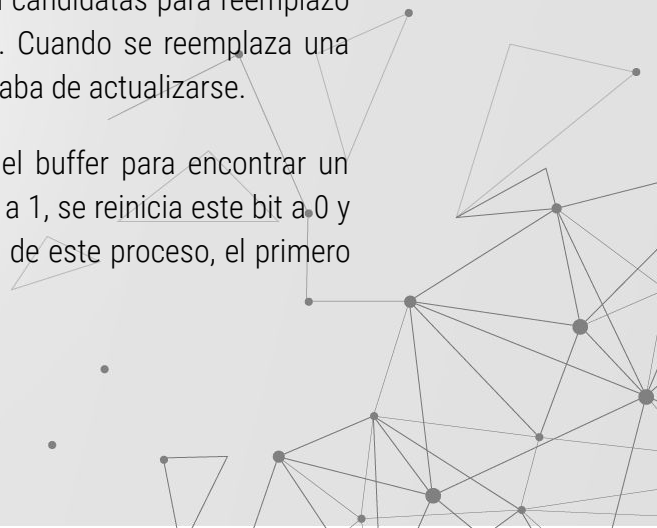 candidatas para reemplazo
. Cuando se reemplaza una
aba de actualizarse.
el buffer para encontrar un
a 1, se reinicia este bit a 0 y
de este proceso, el primero